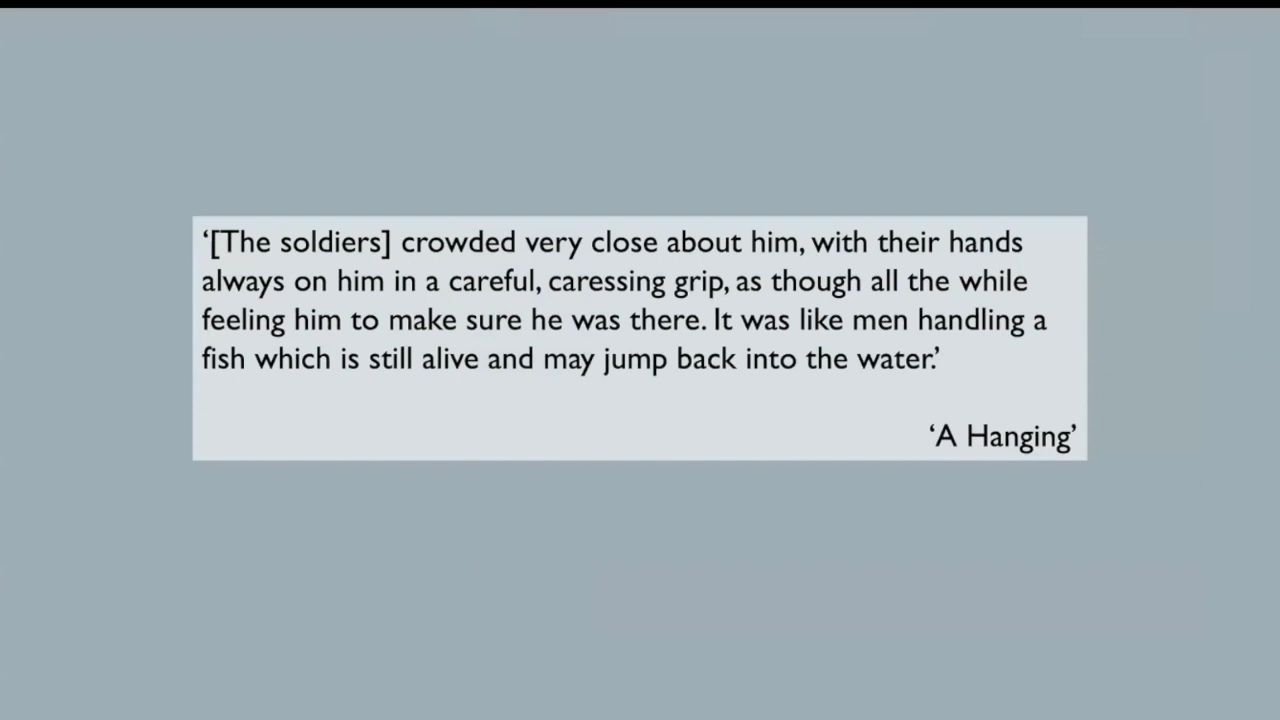 ‘[The soldiers] crowded very close about him, with their hands
always on him in a careful, caressing grip, as though all the while
feeling him to make sure he was there. It was like men handling a
fish which is still alive and may jump back into the water.’
‘A Hanging’